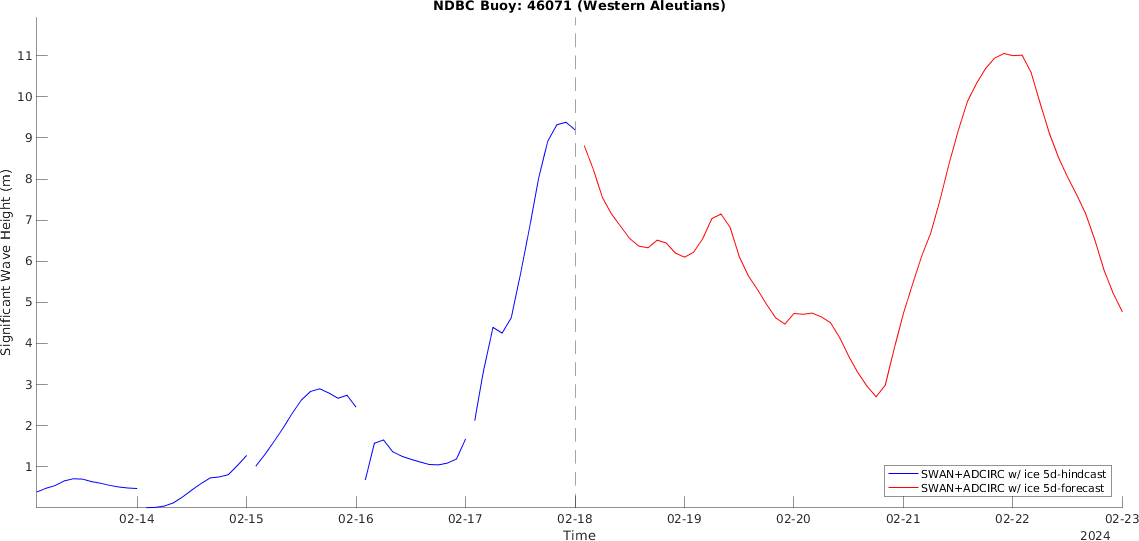 NDBC Buoy: 46071 (Western Aleutians)
Significant Wave Height (m)
11
10
9
8
7
6
5
4
3
2
1
SWAN+ADCIRC w/ ice 5d-hindcast
SWAN+ADCIRC w/ ice 5d-forecast
02-14 02-15 02-16 02-17 02-18 02-19 02-20 02-21 02-22 02-23
Time
2024